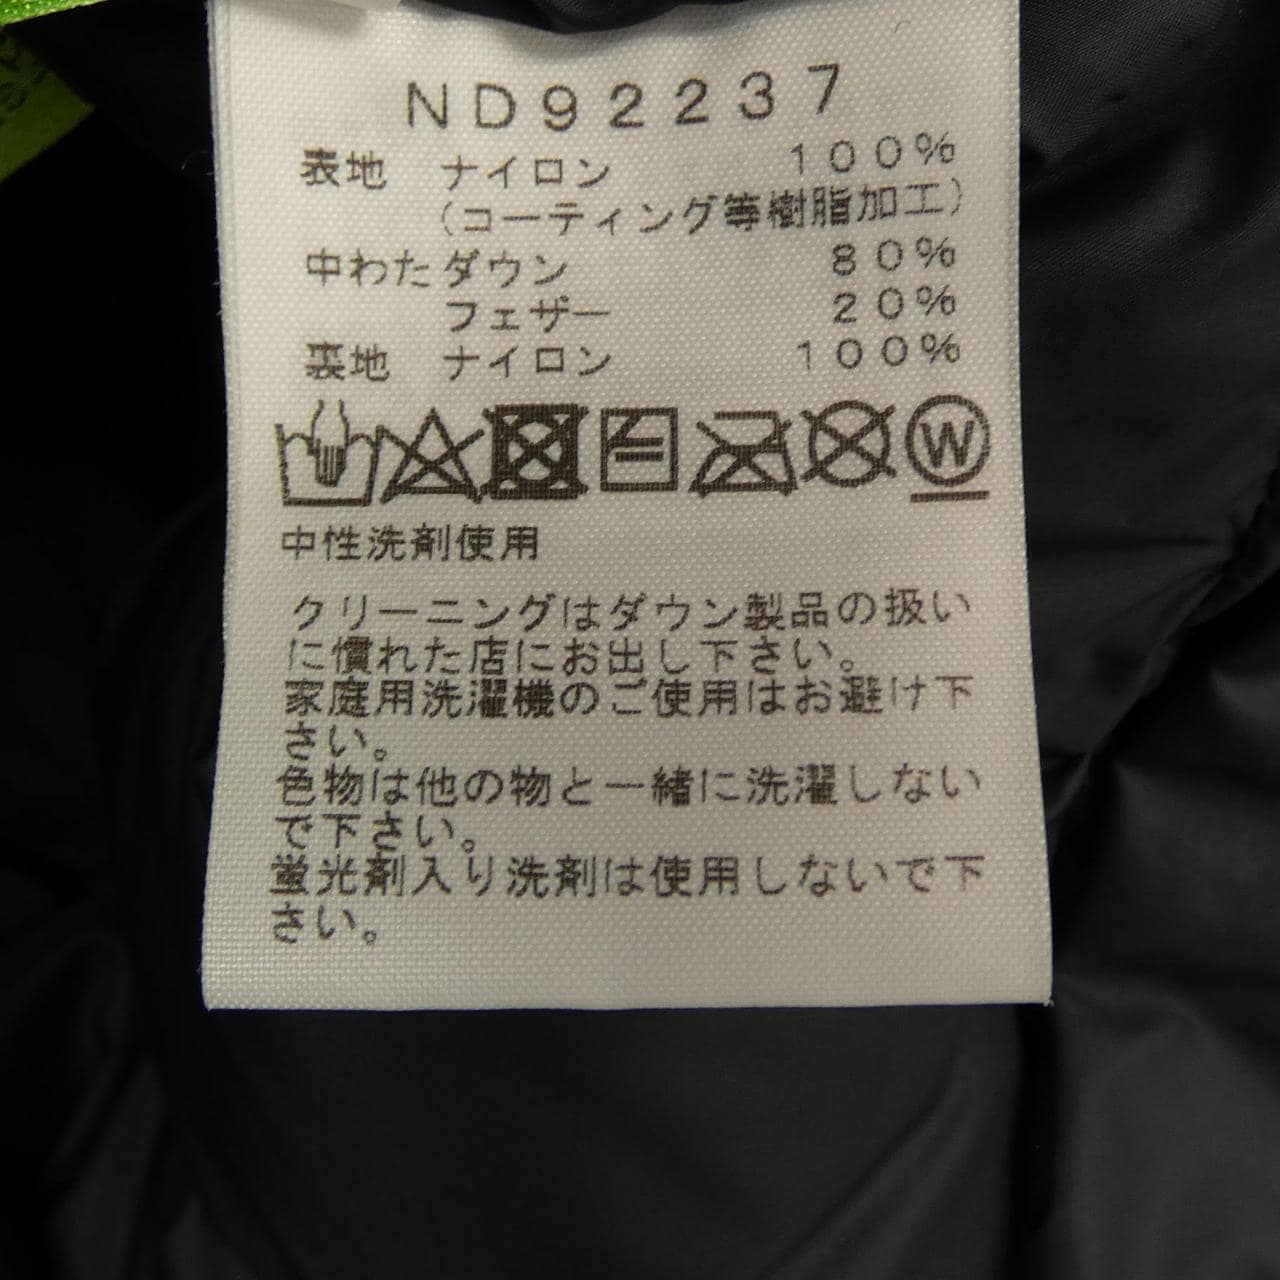 ND92237
表地 ナイロン 100%
(コーティング等樹脂加工)
中わたダウン 80%
フェザー 20%
裏地 ナイロン 100%
W
中性洗剤使用
クリーニングはダウン製品の扱い
に慣れた店にお出し下さい。
家庭用洗濯機のご使用はお避け下
さい。
色物は他の物と一緒に洗濯しない
で下さい。
蛍光剤入り洗剤は使用しないで下
さい。